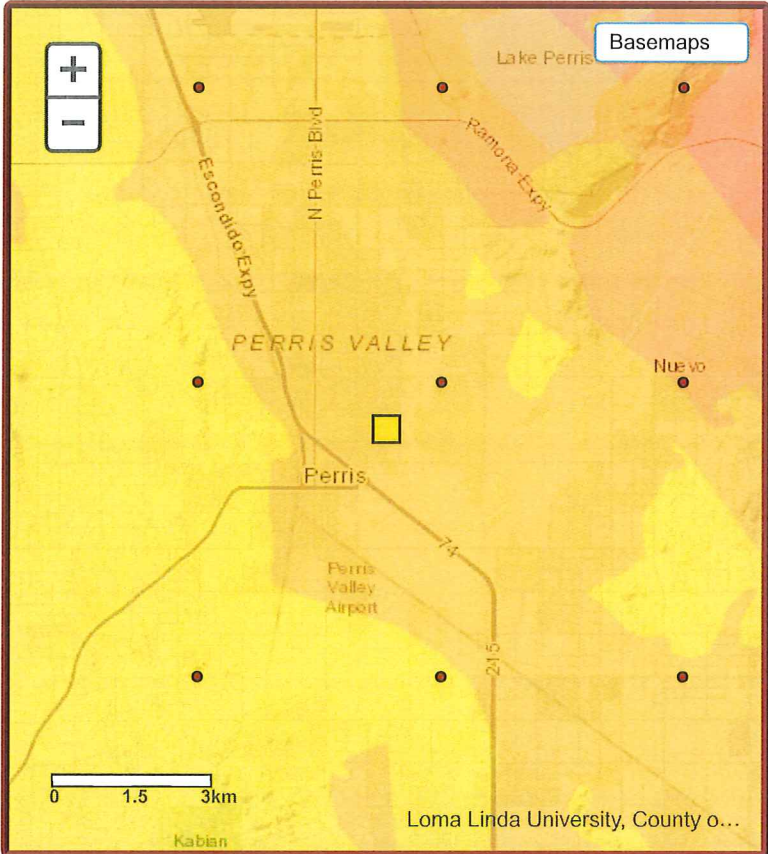 Basemaps
+
−
Lake Perris
N Perris Blvd
Ramona Expy
Escondido Expy
PERRIS VALLEY
Nuevo
Perris
74
Perris
Valley
Airport
215
0 1.5 3km
Loma Linda University, County o...
Kabian